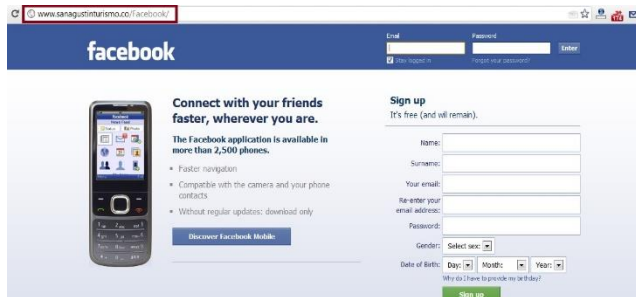 www.sanagustinturismo.co/Facebook/
facebook
Email
Password
Enter
Stay logged in
Forgot your password?
Connect with your friends
faster, wherever you are.
The Facebook application is available in
more than 2,500 phones.
Faster navigation
Compatible with the camera and your phone
contacts
Without regular updates: download only
Discover Facebook Mobile
Sign up
It's free (and will remain).
Name:
Surname:
Your email:
Re-enter your
email address:
Password:
Gender:
Select sex:
Date of Birth:
Day:
Month:
Year:
Why do I have to provide my birthday?
Sign up